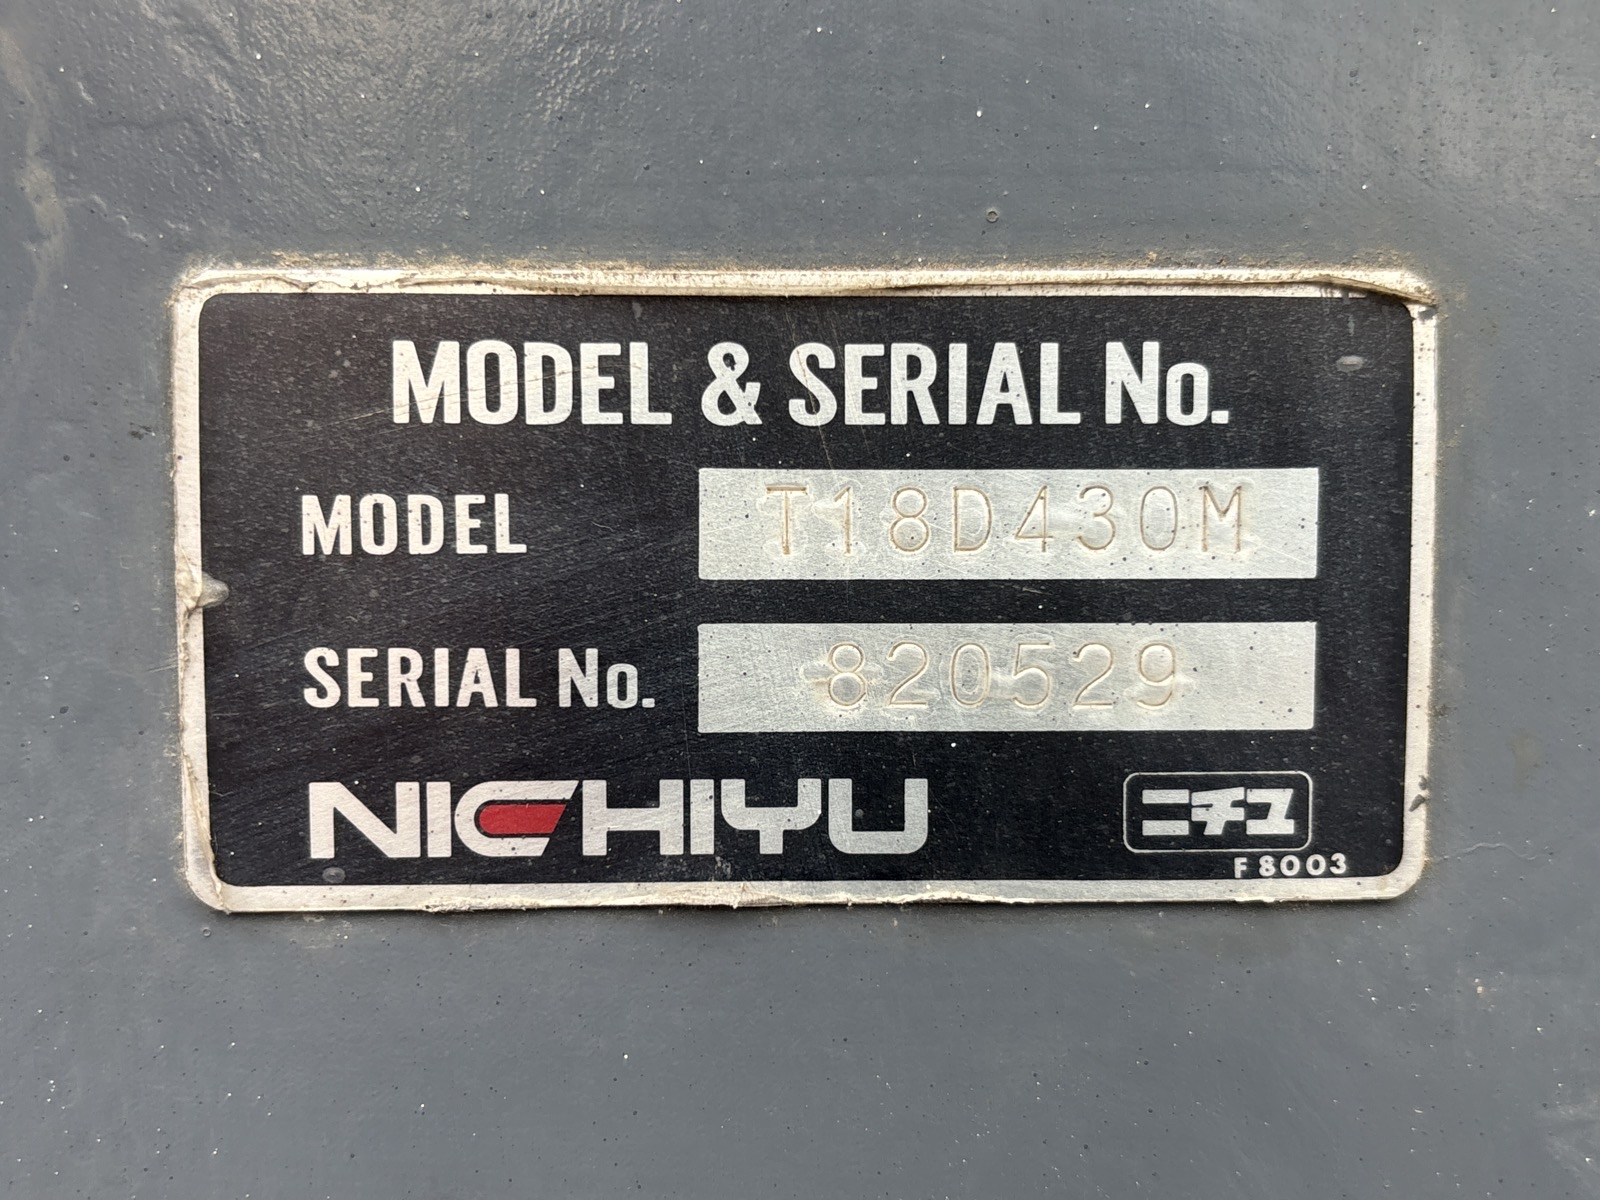 MODEL & SERIAL No.
MODEL T18D430M
SERIAL No. 820529
NICHIYU ニチユ
F8003